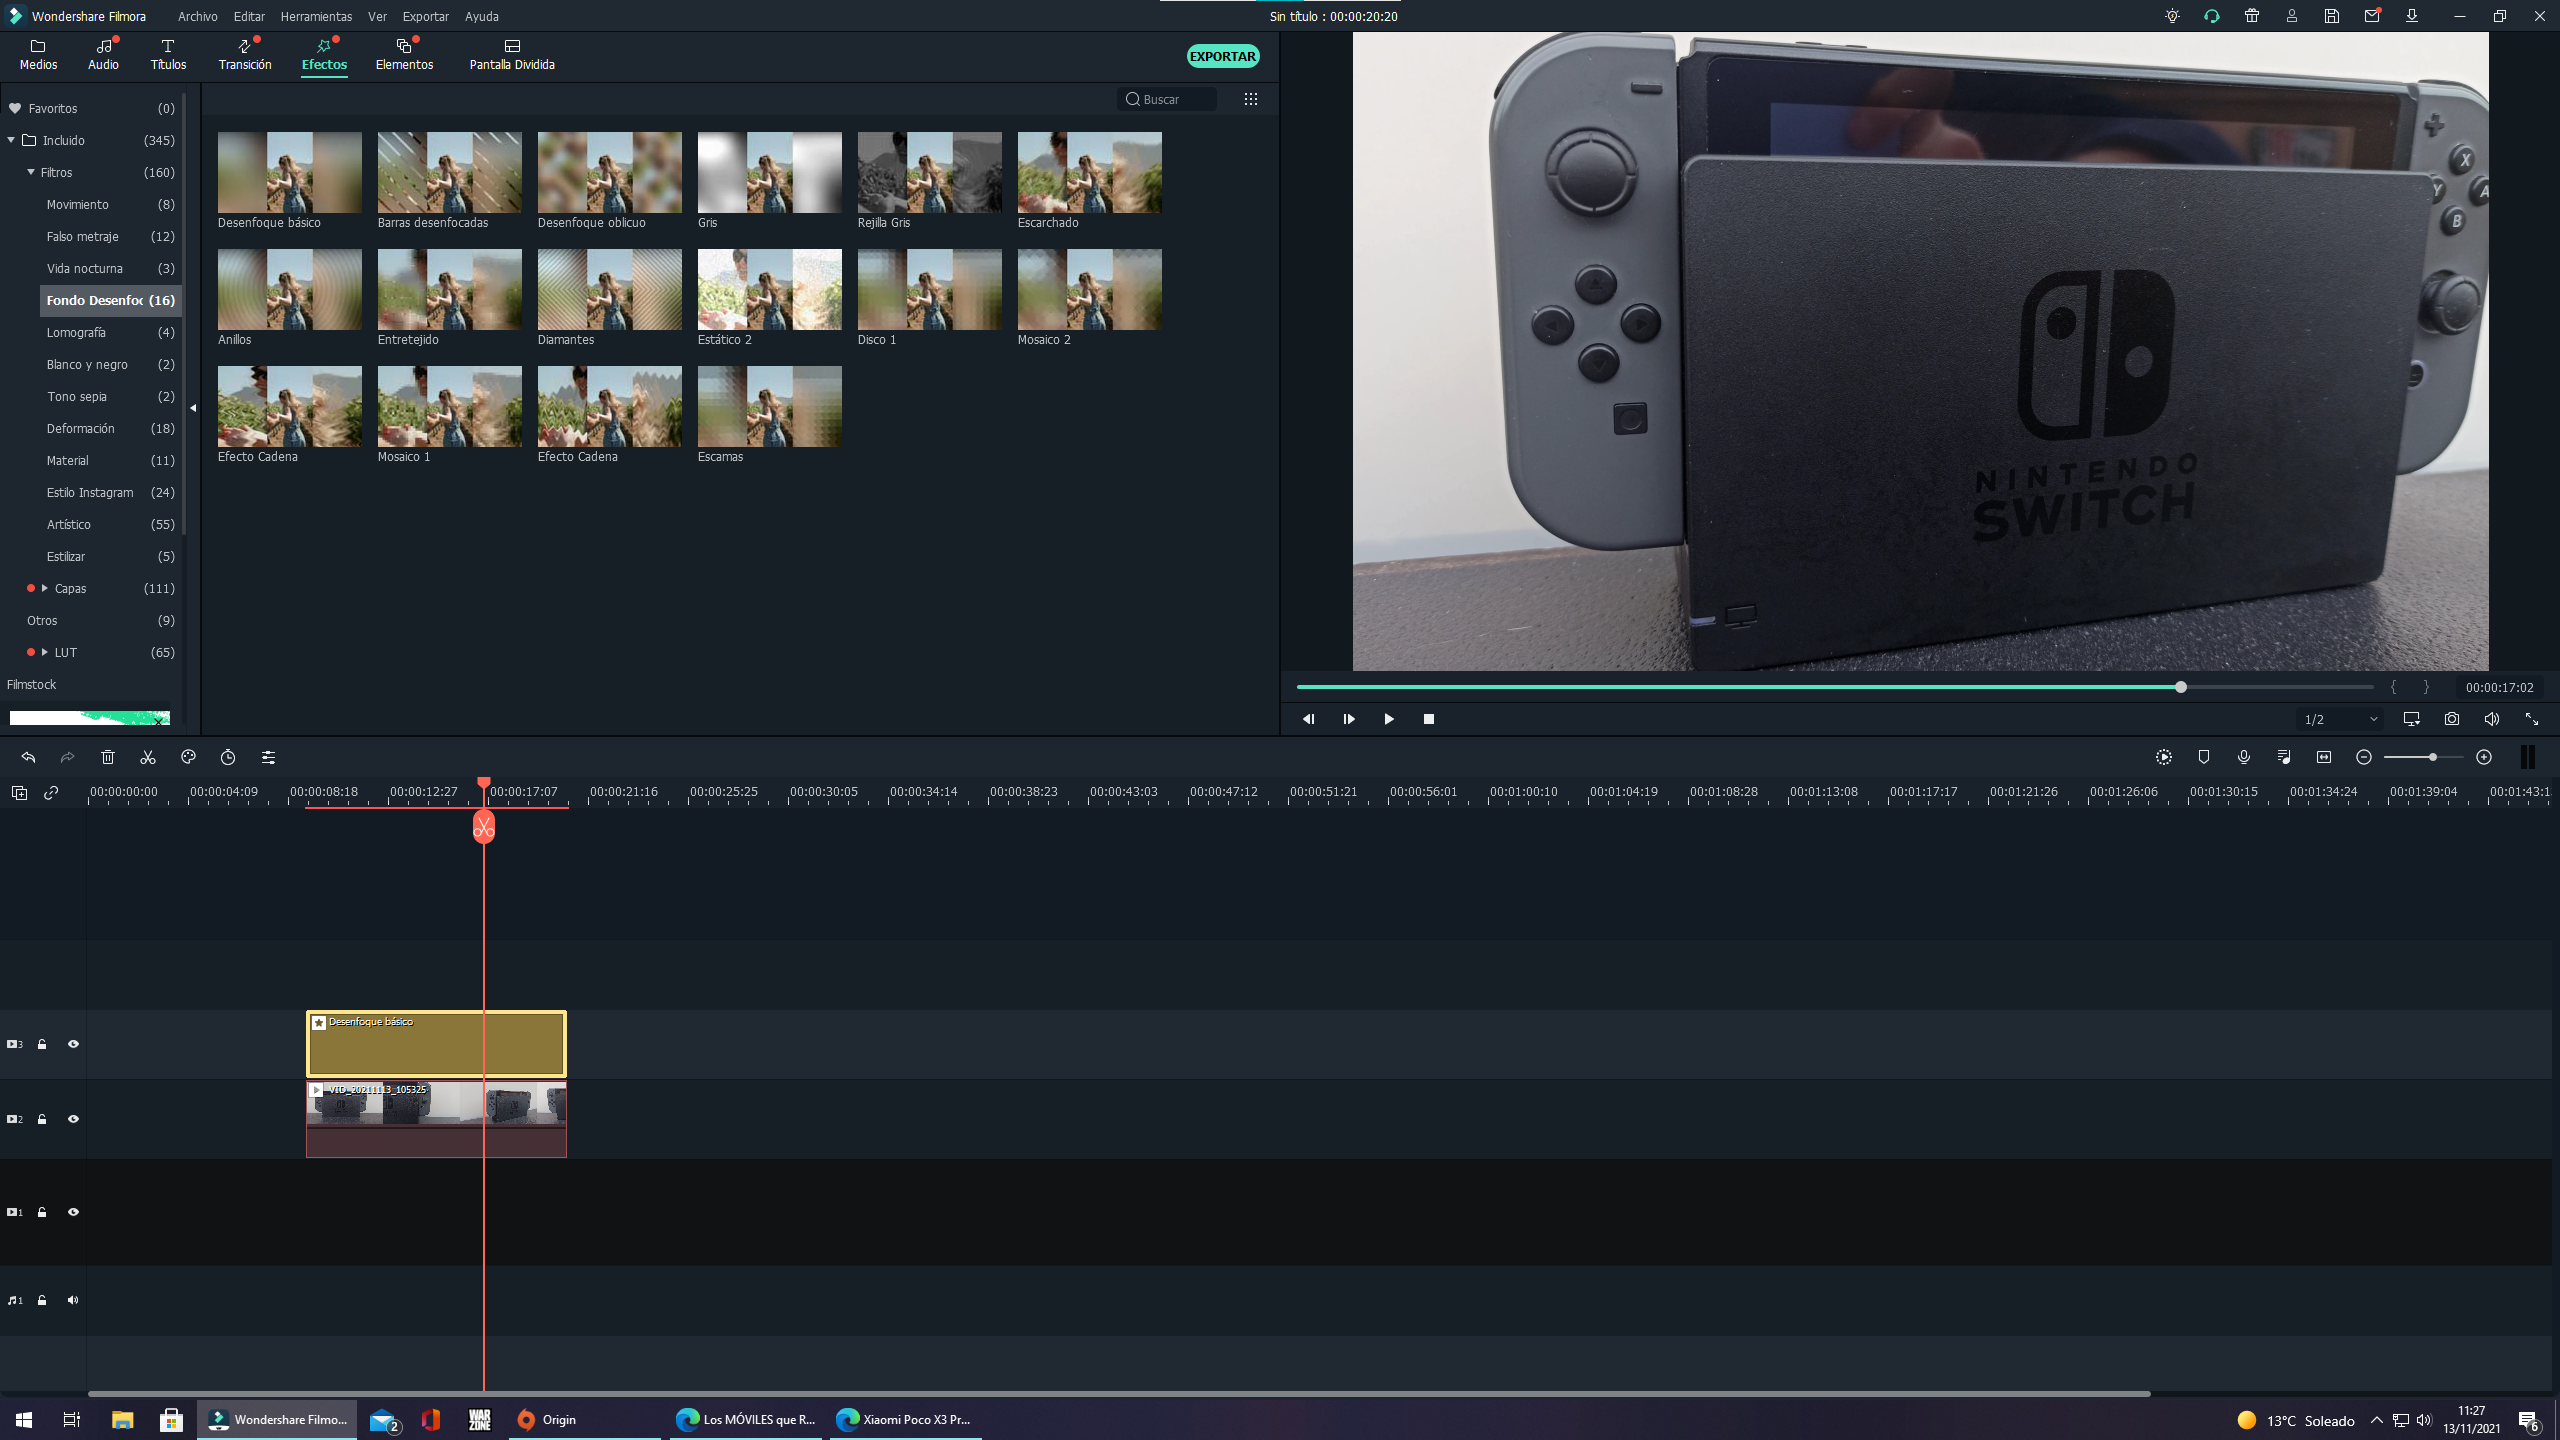 Wondershare Filmora Archivo Editar Herramientas Ver Exportar Ayuda Sin título : 00:00:20:20
Medios Audio Títulos Transición Efectos Elementos Pantalla Dividida EXPORTAR
Favoritos (0)
Buscar
Incluido (345)
Filtros (160)
Movimiento (8)
Falso metraje (12)
Vida nocturna (3)
Fondo Desenfoc (16)
Lomografía (4)
Blanco y negro (2)
Tono sepia (2)
Deformación (18)
Material (11)
Estilo Instagram (24)
Artístico (55)
Estilizar (5)
Capas (111)
Otros (9)
LUT (65)
Filmstock
Desenfoque básico Barras desenfocadas Desenfoque oblicuo Gris Rejilla Gris Escarchado
Anillos Entretejido Diamantes Estático 2 Disco 1 Mosaico 2
Efecto Cadena Mosaico 1 Efecto Cadena Escamas
X
Y A
B
NINTENDO
SWITCH
{ } 00:00:17:02
1/2
00:00:00:00 00:00:04:09 00:00:08:18 00:00:12:27 00:00:17:07 00:00:21:16 00:00:25:25 00:00:30:05 00:00:34:14 00:00:38:23 00:00:43:03 00:00:47:12 00:00:51:21 00:00:56:01 00:01:00:10 00:01:04:19 00:01:08:28 00:01:13:08 00:01:17:17 00:01:21:26 00:01:26:06 00:01:30:15 00:01:34:24 00:01:39:04 00:01:43:1
Desenfoque básico
3
VID_20211113_105325
2
1
1
Wondershare Filmo... 2 WAR ZONE Origin Los MÓVILES que R... Xiaomi Poco X3 Pr... 13°C Soleado 11:27
13/11/2021 6